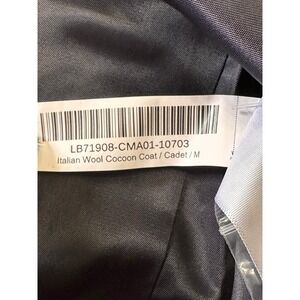 LB71908-CMA01-10703
Italian Wool Cocoon Coat / Cadet / M